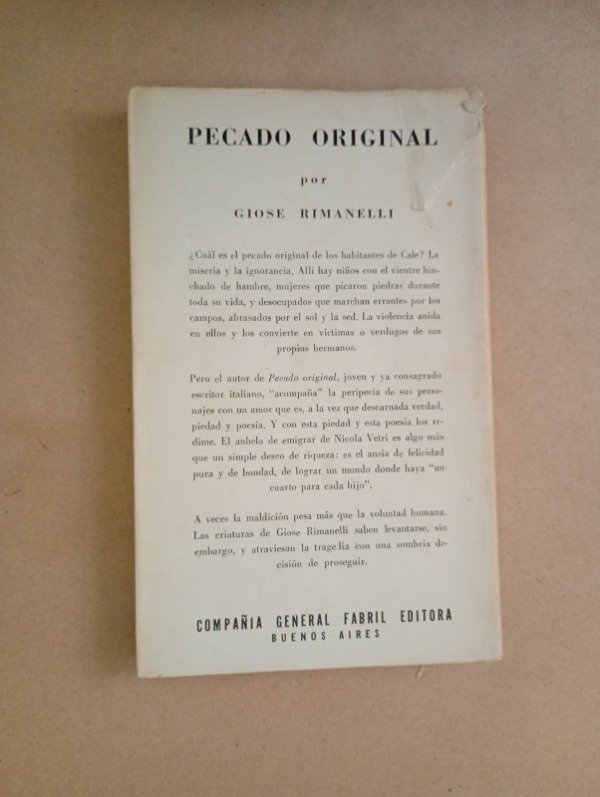 PECADO ORIGINAL
por
GIOSE RIMANELLI
¿Cuál es el pecado original de los habitantes de Cale? La
miseria y la ignorancia. Allí hay niños con el vientre hin-
chado de hambre, mujeres que picaron piedras durante
toda su vida, y desocupados que marchan errantes por los
campos, abrasados por el sol y la sed. La violencia anida
en ellos y los convierte en víctimas o verdugos de sus
propios hermanos.
Pero el autor de Pecado original, joven y ya consagrado
escritor italiano, "acompaña" la peripecia de sus perso-
najes con un amor que es, a la vez que descarnada verdad,
piedad y poesía. Y con esta piedad y esta poesía los re-
dime. El anhelo de emigrar de Nicola Vetri es algo más
que un simple deseo de riqueza: es el ansia de felicidad
pura y de bondad, de lograr un mundo donde haya "un
cuarto para cada hijo".
A veces la maldición pesa más que la voluntad humana.
Las criaturas de Giose Rimanelli saben levantarse, sin
embargo, y atraviesan la tragedia con una sombría de-
cisión de proseguir.
COMPAÑIA GENERAL FABRIL EDITORA
BUENOS AIRES